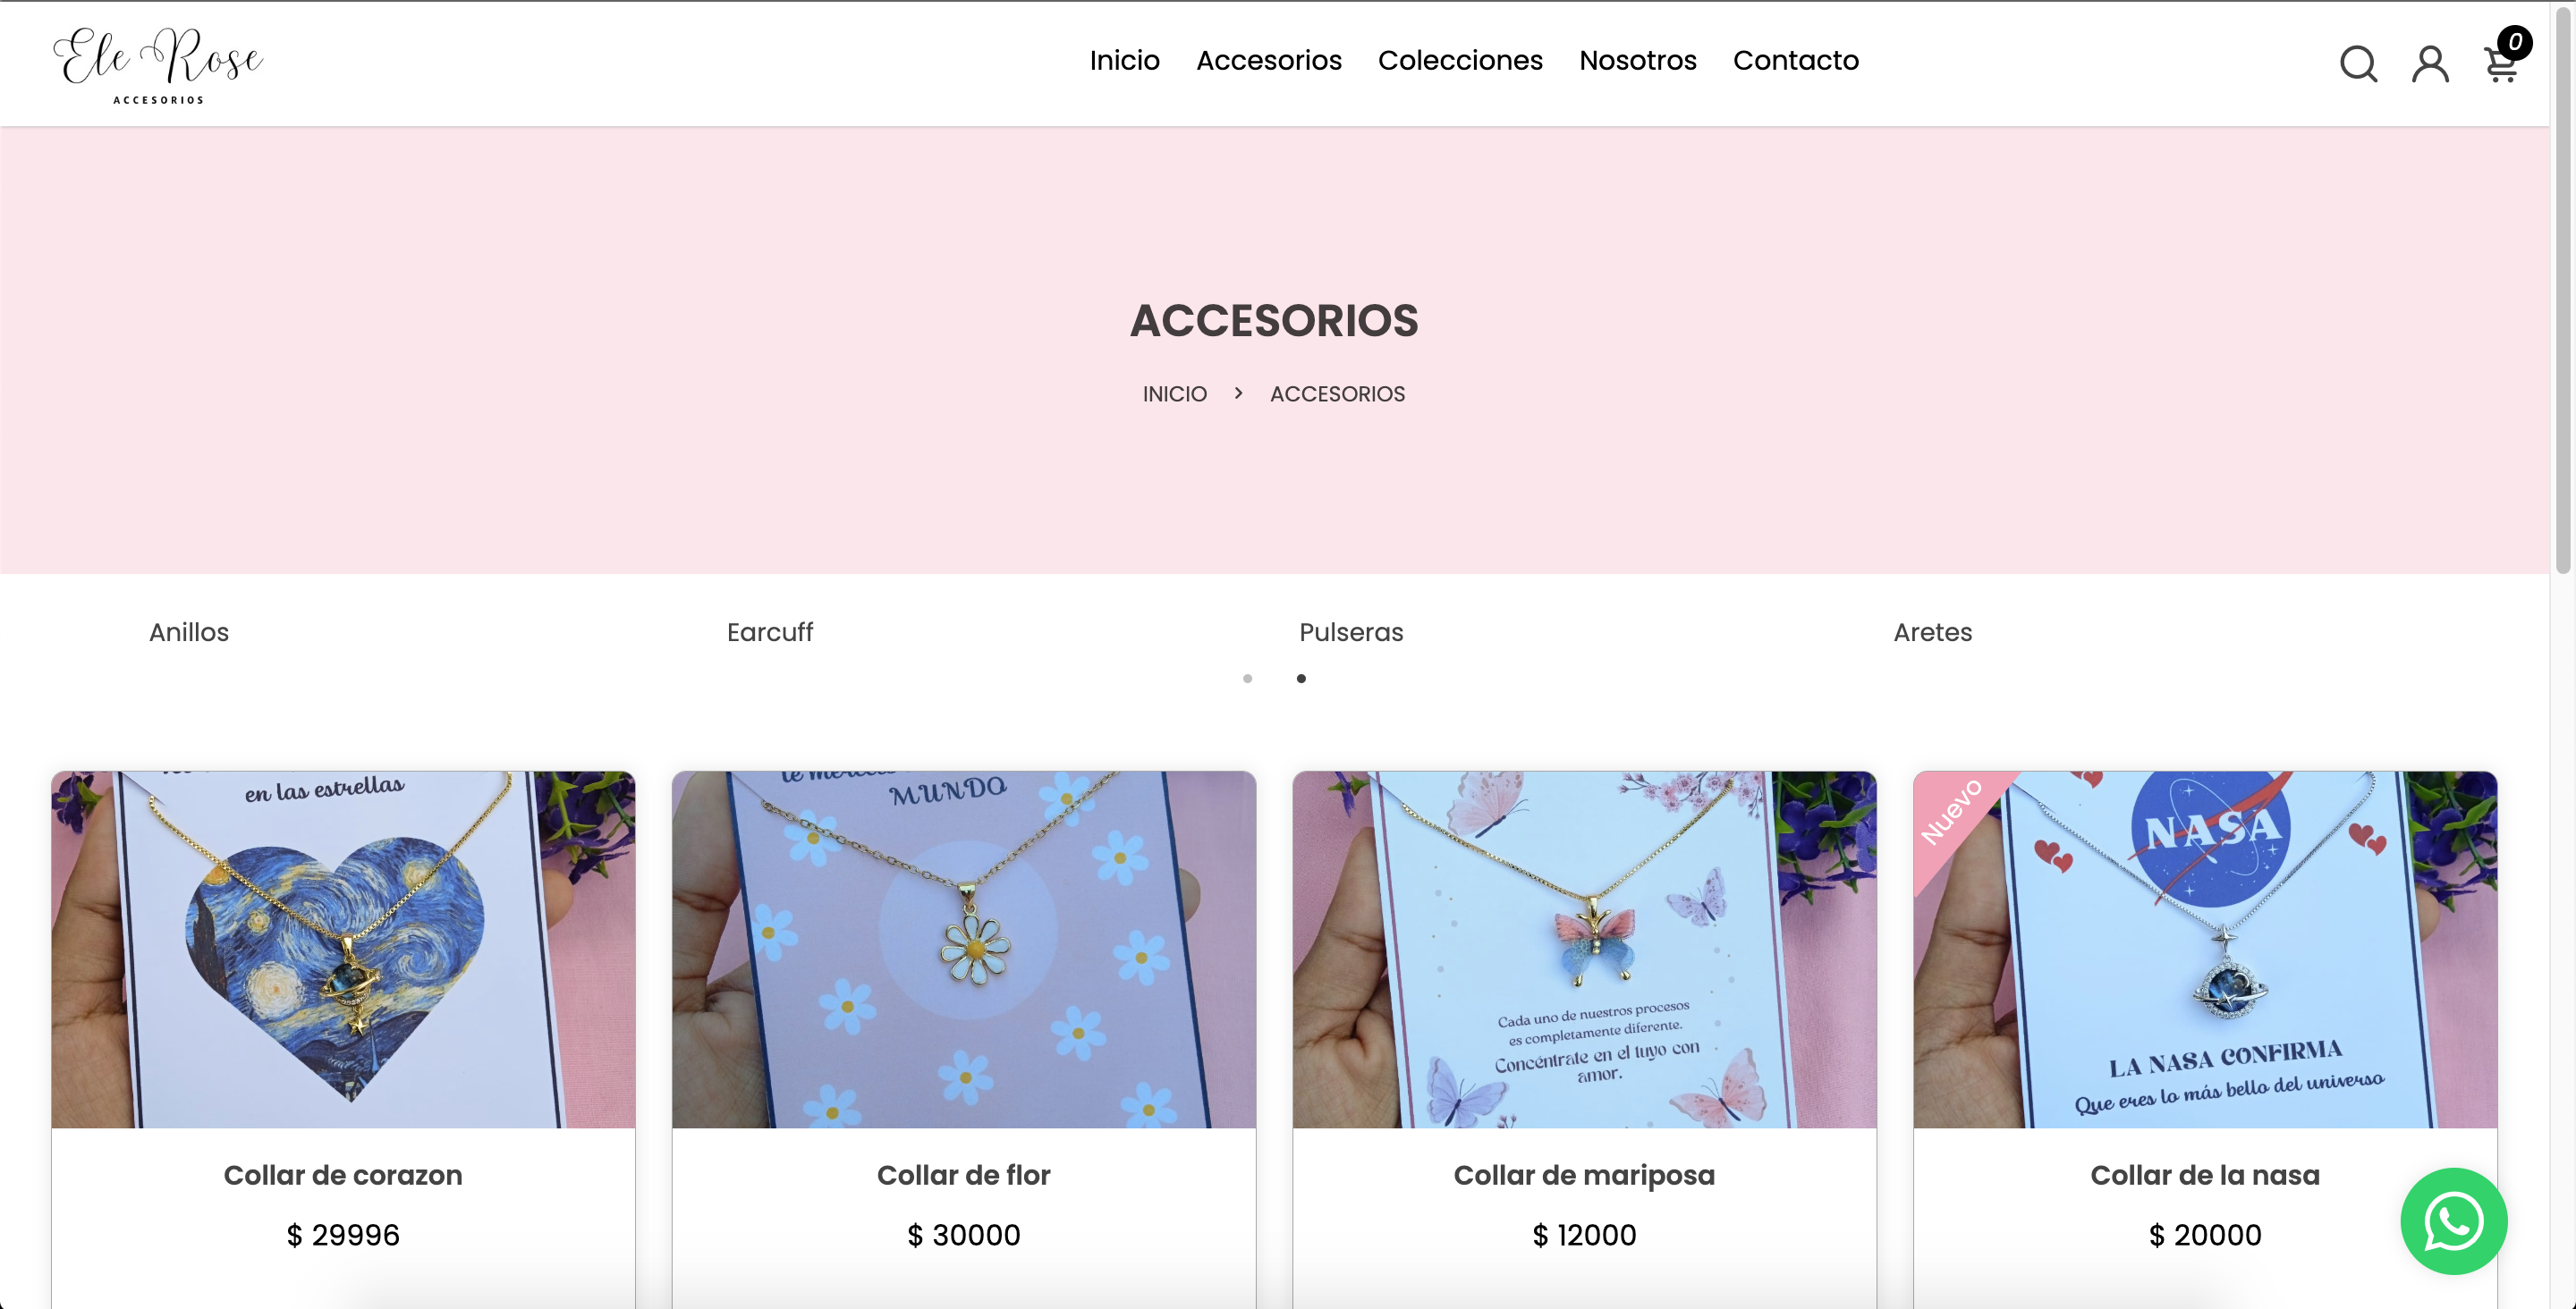 Ele Rose
ACCESORIOS
Inicio Accesorios Colecciones Nosotros Contacto
0
ACCESORIOS
INICIO > ACCESORIOS
Anillos Earcuff Pulseras Aretes
en las estrellas
MUNDO
Cada uno de nuestros procesos
es completamente diferente.
Concéntrate en el tuyo con
amor.
Nuevo
NASA
LA NASA CONFIRMA
Que eres lo más bello del universo
Collar de corazon
$ 29996
Collar de flor
$ 30000
Collar de mariposa
$ 12000
Collar de la nasa
$ 20000